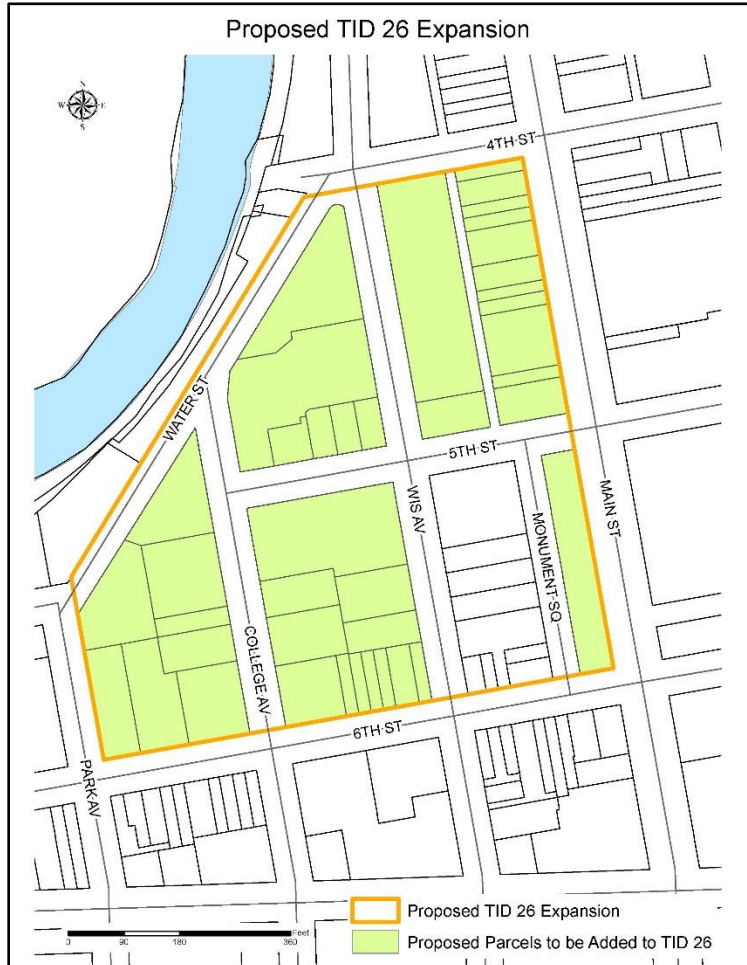 Proposed TID 26 Expansion
N
W E
S
4TH ST
WATER ST
5TH ST
WIS AV
MAIN ST
MONUMENT SQ
COLLEGE AV
6TH ST
PARK AV
Feet
0 90 180 360
Proposed TID 26 Expansion
Proposed Parcels to be Added to TID 26